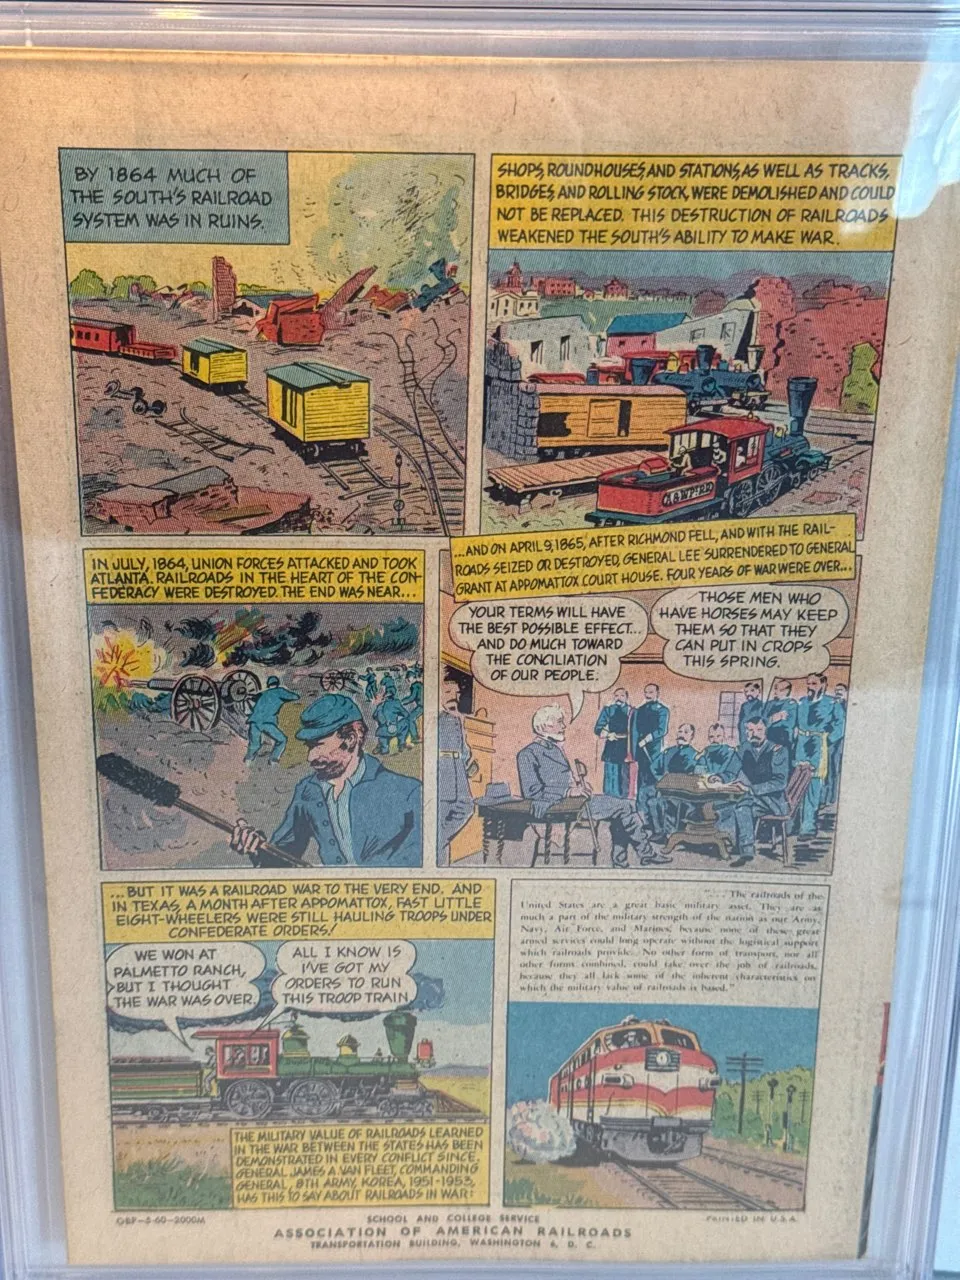 BY 1864 MUCH OF
THE SOUTH'S RAILROAD
SYSTEM WAS IN RUINS.
SHOPS, ROUNDHOUSES, AND STATIONS, AS WELL AS TRACKS,
BRIDGES, AND ROLLING STOCK, WERE DEMOLISHED AND COULD
NOT BE REPLACED. THIS DESTRUCTION OF RAILROADS
WEAKENED THE SOUTH'S ABILITY TO MAKE WAR.
IN JULY, 1864, UNION FORCES ATTACKED AND TOOK
ATLANTA. RAILROADS IN THE HEART OF THE CON-
FEDERACY WERE DESTROYED. THE END WAS NEAR...
...AND ON APRIL 9, 1865, AFTER RICHMOND FELL, AND WITH THE RAIL-
ROADS SEIZED OR DESTROYED, GENERAL LEE SURRENDERED TO GENERAL
GRANT AT APPOMATTOX COURT HOUSE. FOUR YEARS OF WAR WERE OVER...
YOUR TERMS WILL HAVE
THE BEST POSSIBLE EFFECT...
AND DO MUCH TOWARD
THE CONCILIATION
OF OUR PEOPLE.
THOSE MEN WHO
HAVE HORSES MAY KEEP
THEM SO THAT THEY
CAN PUT IN CROPS
THIS SPRING.
...BUT IT WAS A RAILROAD WAR TO THE VERY END. AND
IN TEXAS, A MONTH AFTER APPOMATTOX, FAST LITTLE
EIGHT-WHEELERS WERE STILL HAULING TROOPS UNDER
CONFEDERATE ORDERS!
WE WON AT
PALMETTO RANCH,
BUT I THOUGHT
THE WAR WAS OVER.
ALL I KNOW IS
I'VE GOT MY
ORDERS TO RUN
THIS TROOP TRAIN.
THE MILITARY VALUE OF RAILROADS LEARNED
IN THE WAR BETWEEN THE STATES HAS BEEN
DEMONSTRATED IN EVERY CONFLICT SINCE.
GENERAL JAMES A. VAN FLEET, COMMANDING
GENERAL, 8TH ARMY, KOREA, 1951-1953,
HAS THIS TO SAY ABOUT RAILROADS IN WAR:
"... The railroads of the
United States are a great basic military asset. They are as
much a part of the military strength of the nation as our Army,
Navy, Air Force, and Marines, because none of these great
armed services could long operate without the logistical support
which railroads provide. No other form of transport, nor all
other forms combined, could take over the job of railroads,
because they all lack some of the inherent characteristics on
which the military value of railroads is based."
GBP-5-60-2000M
SCHOOL AND COLLEGE SERVICE
ASSOCIATION OF AMERICAN RAILROADS
TRANSPORTATION BUILDING, WASHINGTON 6, D. C.
PRINTED IN U.S.A.